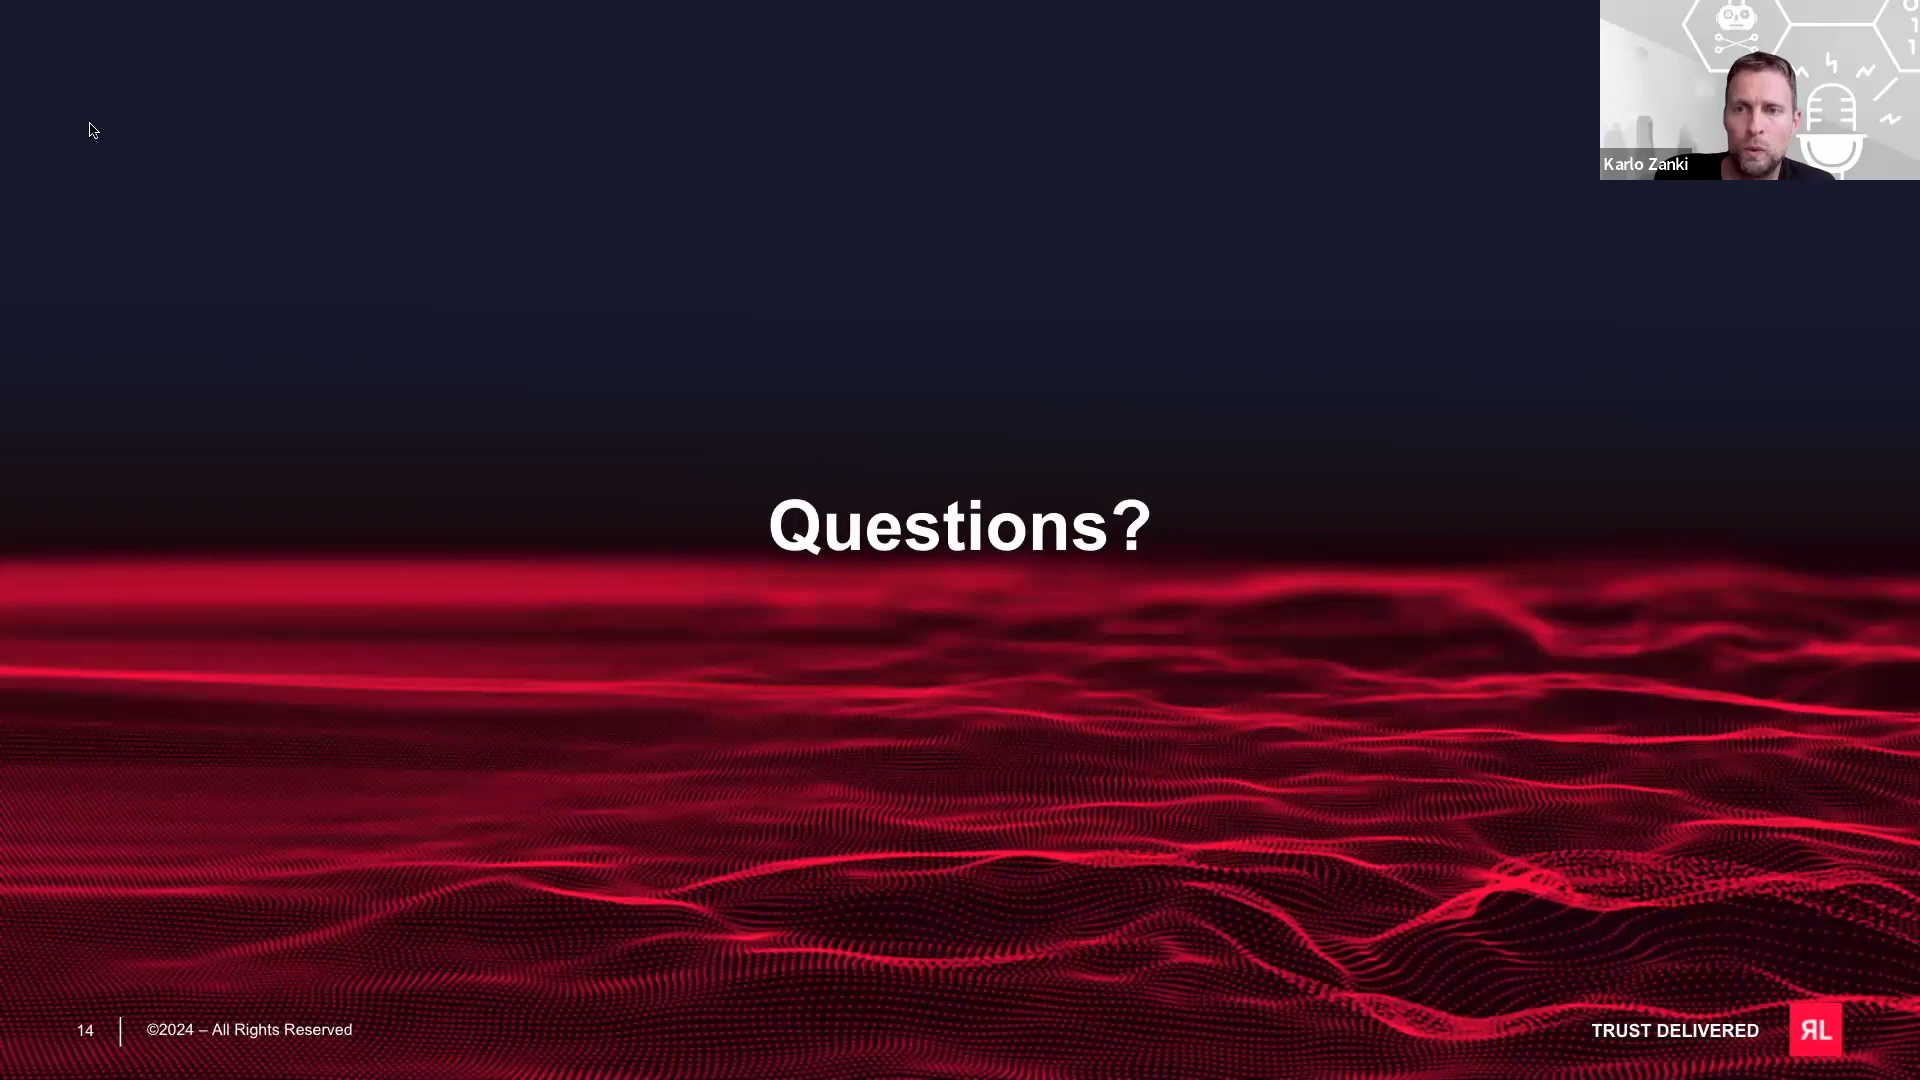 Karlo Zanki
Questions?
14
©2024 – All Rights Reserved
TRUST DELIVERED
ЯL